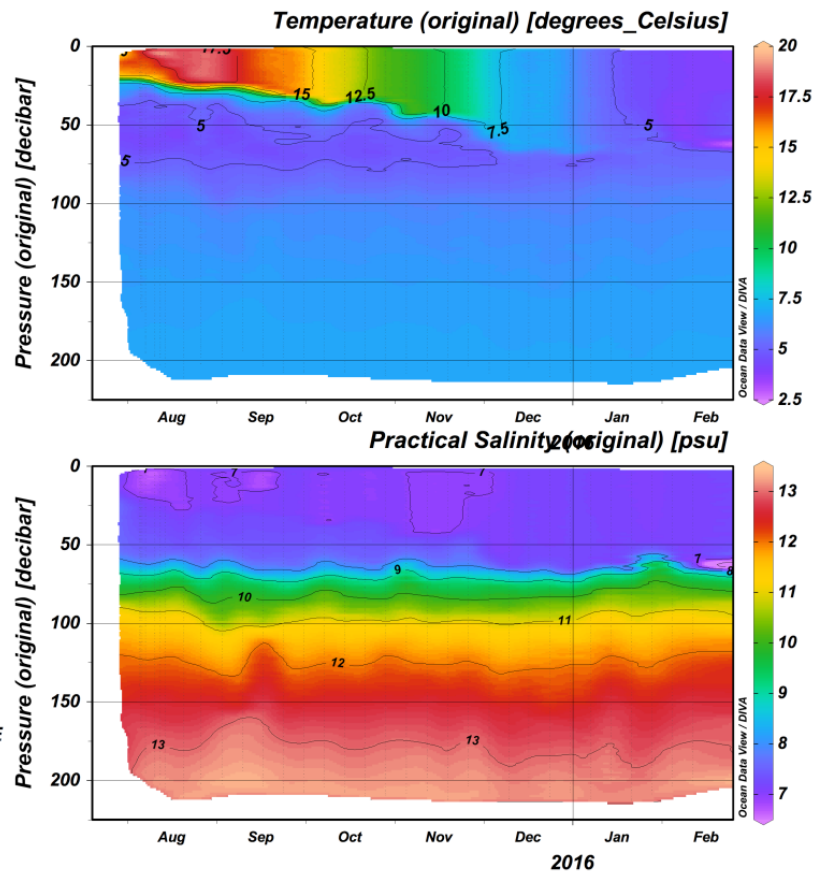 Temperature (original) [degrees_Celsius]
0
50
100
150
200
Pressure (original) [decibar]
17.5
15
12.5
10
7.5
5
5
5
Aug
Sep
Oct
Nov
Dec
Jan
Feb
Ocean Data View / DIVA
20
17.5
15
12.5
10
7.5
5
2.5
2016
Practical Salinity (original) [psu]
0
50
100
150
200
Pressure (original) [decibar]
7
7
7
7
8
9
10
11
12
13
13
Aug
Sep
Oct
Nov
Dec
Jan
Feb
2016
Ocean Data View / DIVA
13
12
11
10
9
8
7